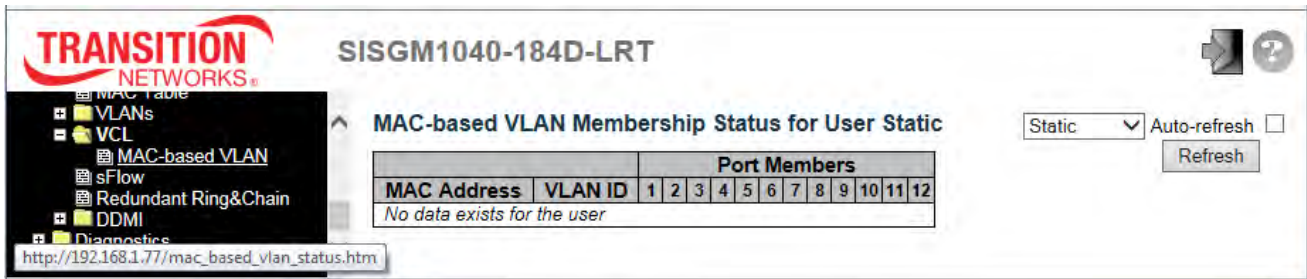 TRANSITION
NETWORKS®
SISGM1040-184D-LRT
?
MAC Table
VLANs
VCL
MAC-based VLAN
sFlow
Redundant Ring&Chain
DDMI
Diagnostics
http://192.168.1.77/mac_based_vlan_status.htm
MAC-based VLAN Membership Status for User Static
Static Auto-refresh
Refresh
Port Members
MAC Address VLAN ID 1 2 3 4 5 6 7 8 9 10 11 12
No data exists for the user